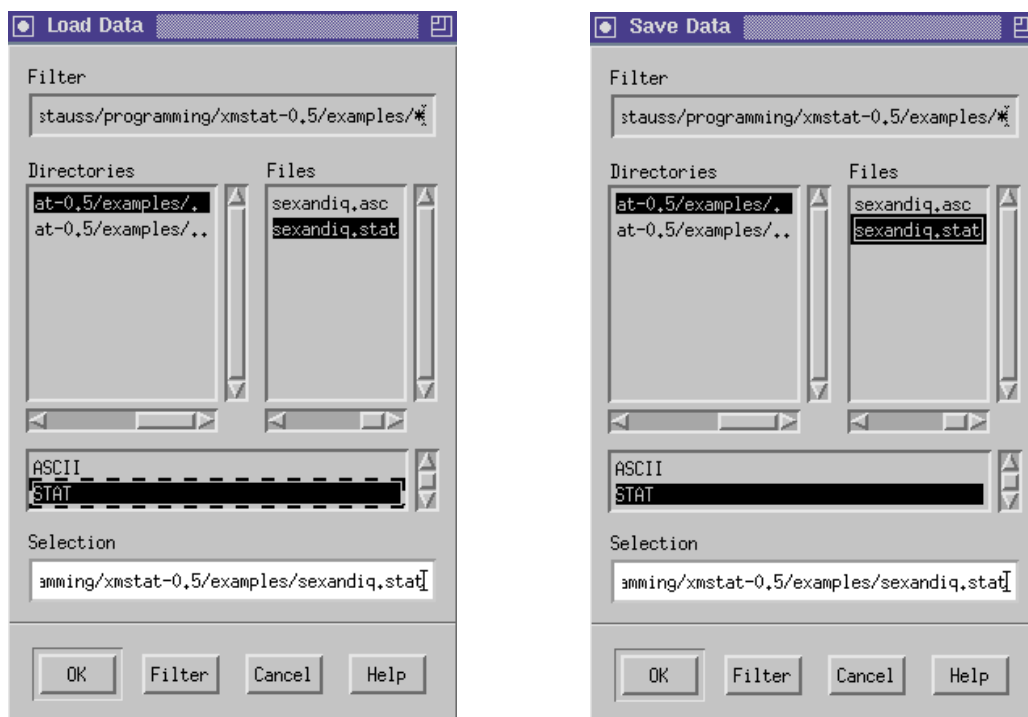 Load Data
Filter
stauss/programming/xmstat-0.5/examples/*
Directories Files
at-0.5/examples/. sexandiq.asc
at-0.5/examples/.. sexandiq.stat
ASCII
STAT
Selection
amming/xmstat-0.5/examples/sexandiq.stat
OK Filter Cancel Help
Save Data
Filter
stauss/programming/xmstat-0.5/examples/*
Directories Files
at-0.5/examples/. sexandiq.asc
at-0.5/examples/.. sexandiq.stat
ASCII
STAT
Selection
amming/xmstat-0.5/examples/sexandiq.stat
OK Filter Cancel Help